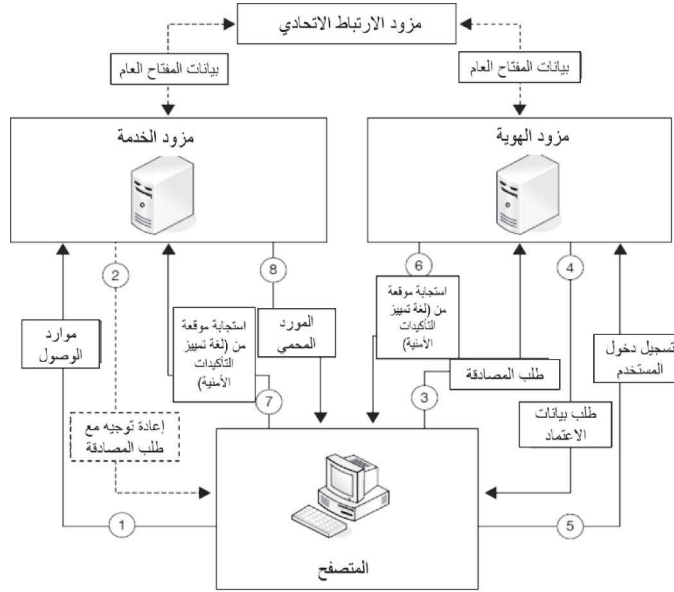 مزود الارتباط الاتحادي
بيانات المفتاح العام
بيانات المفتاح العام
مزود الخدمة
مزود الهوية
2
8
6
4
موارد
الوصول
استجابة موقعة
من (لغة تمييز
التأكيدات
الأمنية)
المورد
المحمي
استجابة موقعة
من (لغة تمييز
التأكيدات
الأمنية)
طلب المصادقة
تسجيل دخول
المستخدم
إعادة توجيه مع
طلب المصادقة
7
3
طلب بيانات
الاعتماد
1
5
المتصفح